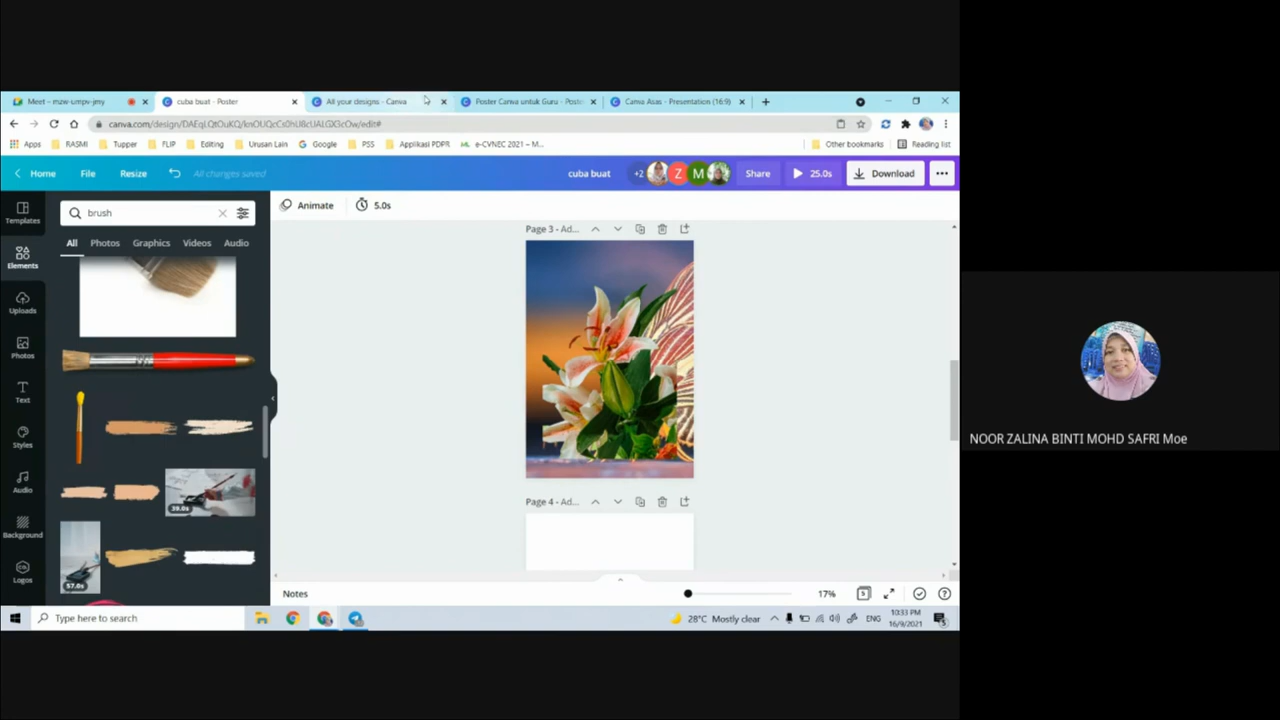 Meet – mzw-umpv-jmy
cuba buat - Poster
All your designs - Canva
Poster Canva untuk Guru - Poste
Canva Asas - Presentation (16:9)
Apps
RASMI
Tupper
FLIP
Editing
Urusan Lain
Google
PSS
Applikasi PDPR
e-CVNEC 2021 – M...
Other bookmarks
Reading list
Home
File
Resize
All changes saved
cuba buat
+2
Z
M
Share
25.0s
Download
Templates
Elements
Uploads
Photos
Text
Styles
Audio
Background
Logos
brush
All
Photos
Graphics
Videos
Audio
39.0s
57.0s
Animate
5.0s
Page 3 - Ad...
Page 4 - Ad...
Notes
17%
5
Type here to search
28°C Mostly clear
ENG
10:33 PM
16/9/2021
NOOR ZALINA BINTI MOHD SAFRI Moe